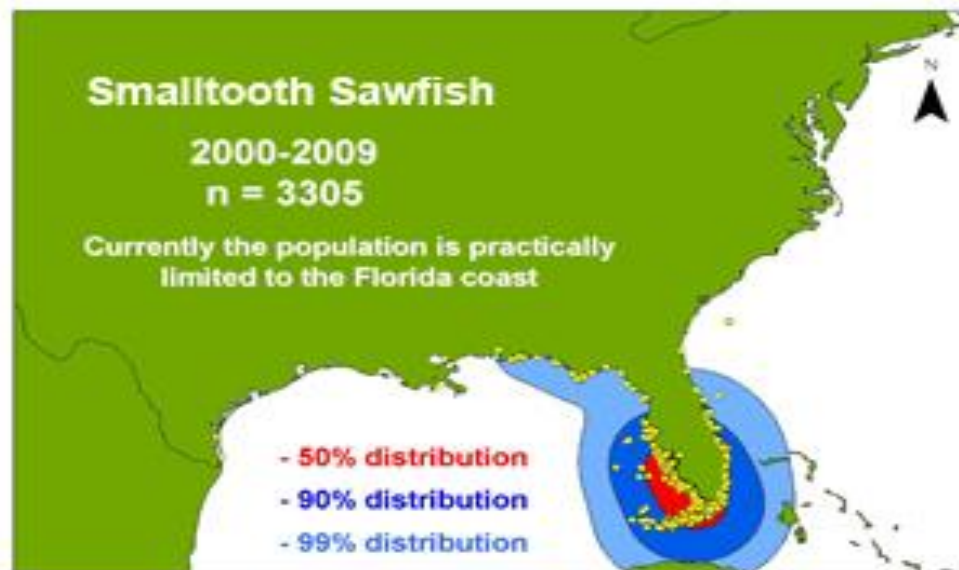 Smalltooth Sawfish
2000-2009
n = 3305
Currently the population is practically
limited to the Florida coast
N
- 50% distribution
- 90% distribution
- 99% distribution